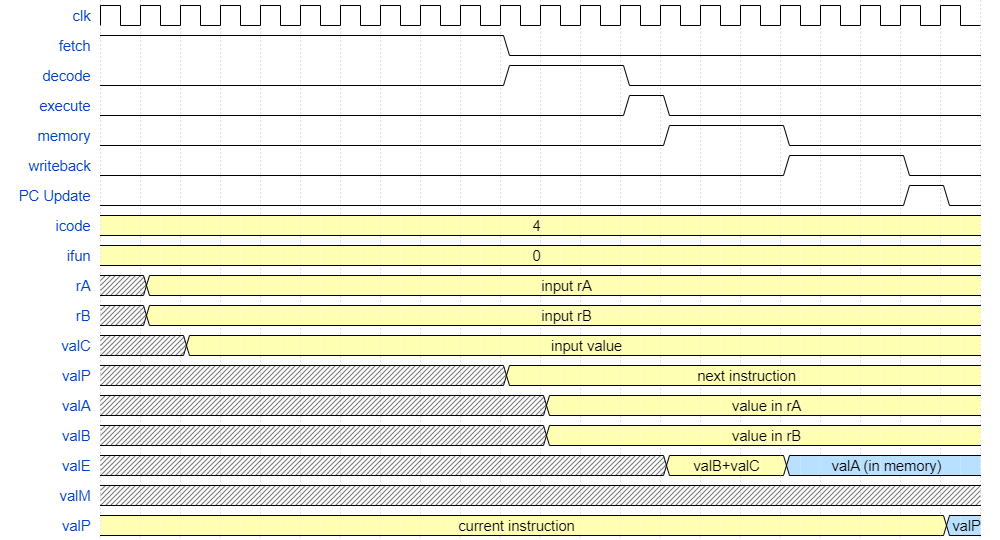 clk
fetch
decode
execute
memory
writeback
PC Update
icode 4
ifun 0
rA input rA
rB input rB
valC input value
valP next instruction
valA value in rA
valB value in rB
valE valB+valC valA (in memory)
valM
valP current instruction valP